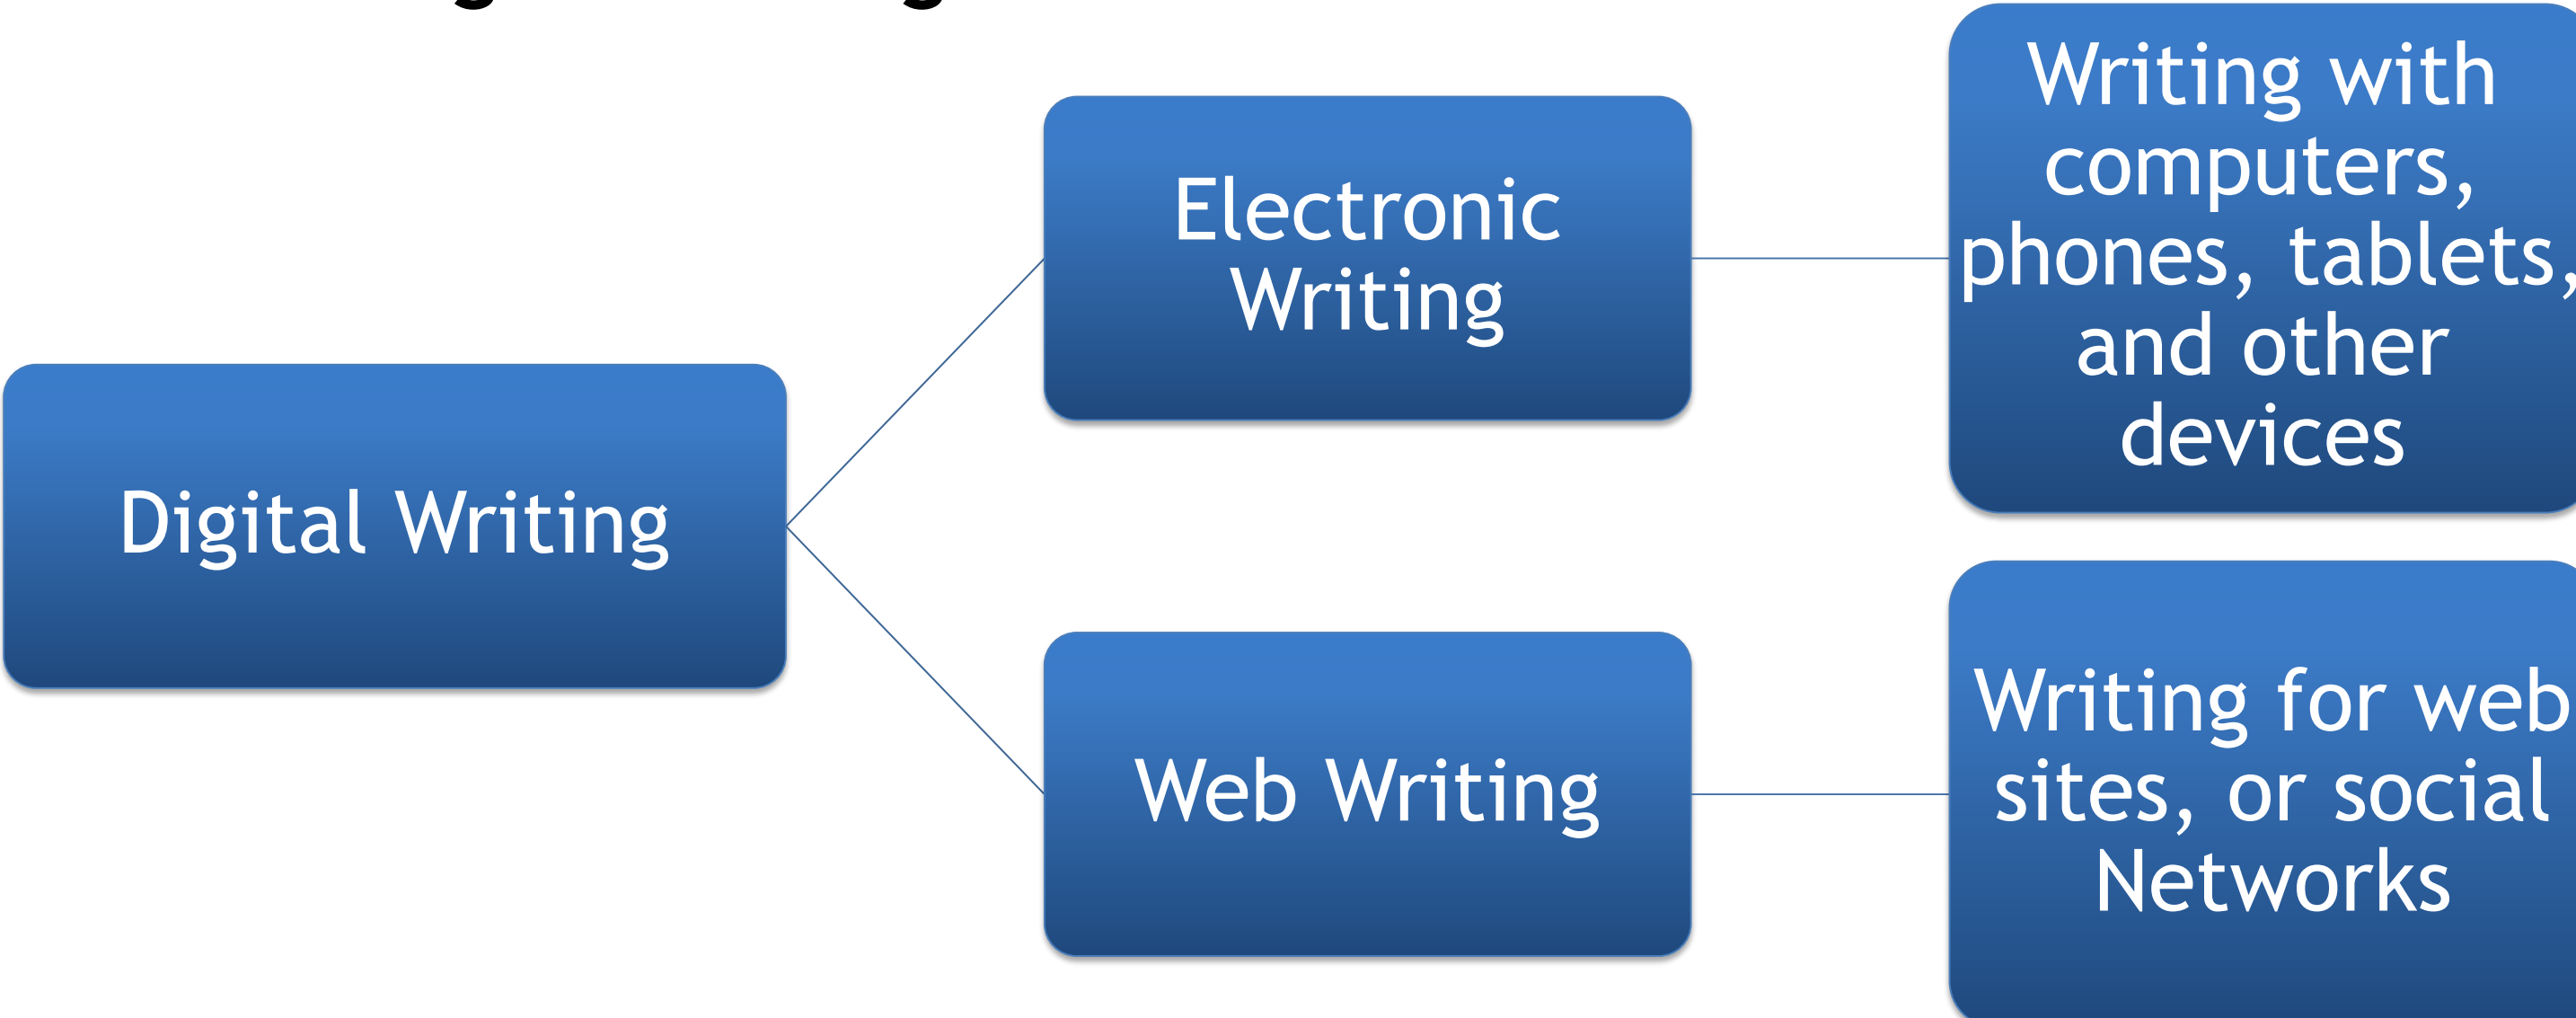 Digital Writing
Electronic
Writing
Writing with
computers,
phones, tablets,
and other
devices
Web Writing
Writing for web
sites, or social
Networks